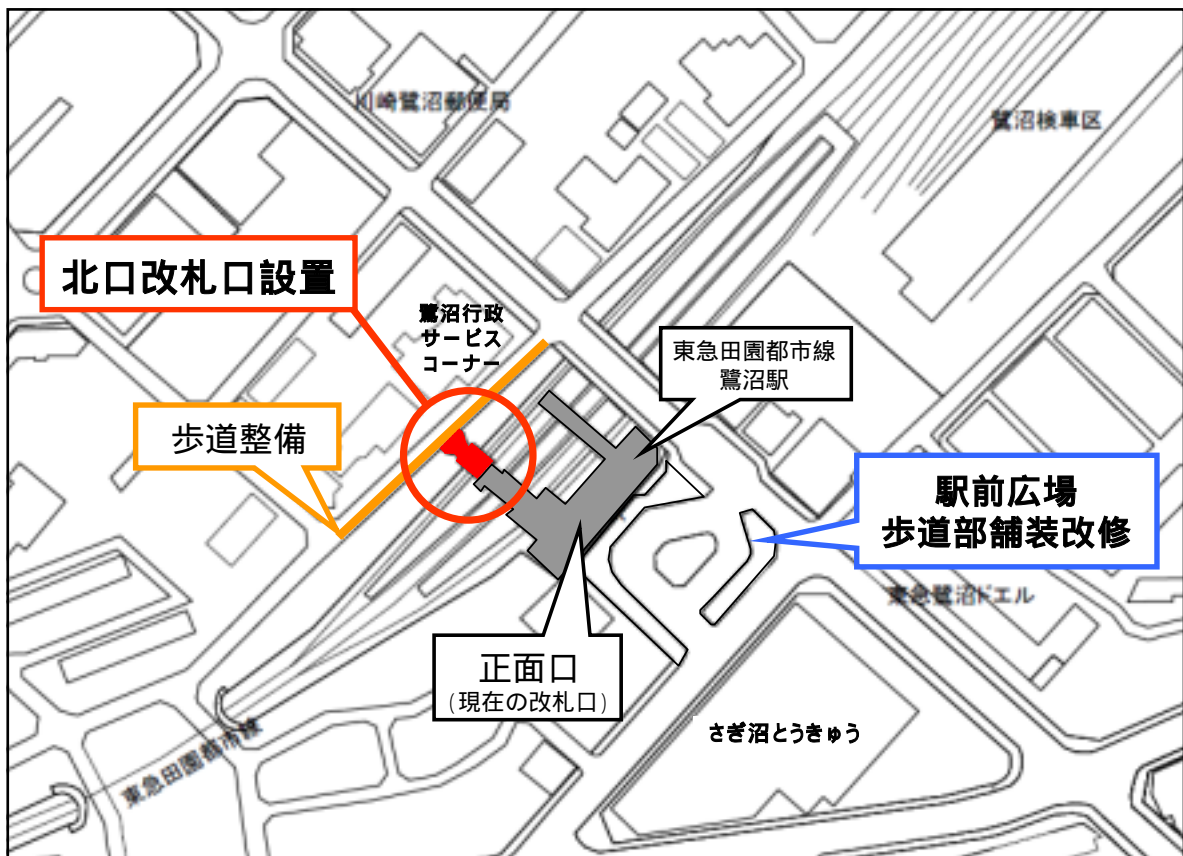 川崎鷺沼郵便局
鷺沼検車区
北口改札口設置
鷺沼行政
サービス
コーナー
東急田園都市線
鷺沼駅
歩道整備
駅前広場
歩道部舗装改修
東急鷺沼ドエル
正面口
(現在の改札口)
さぎ沼とうきゅう
東急田園都市線